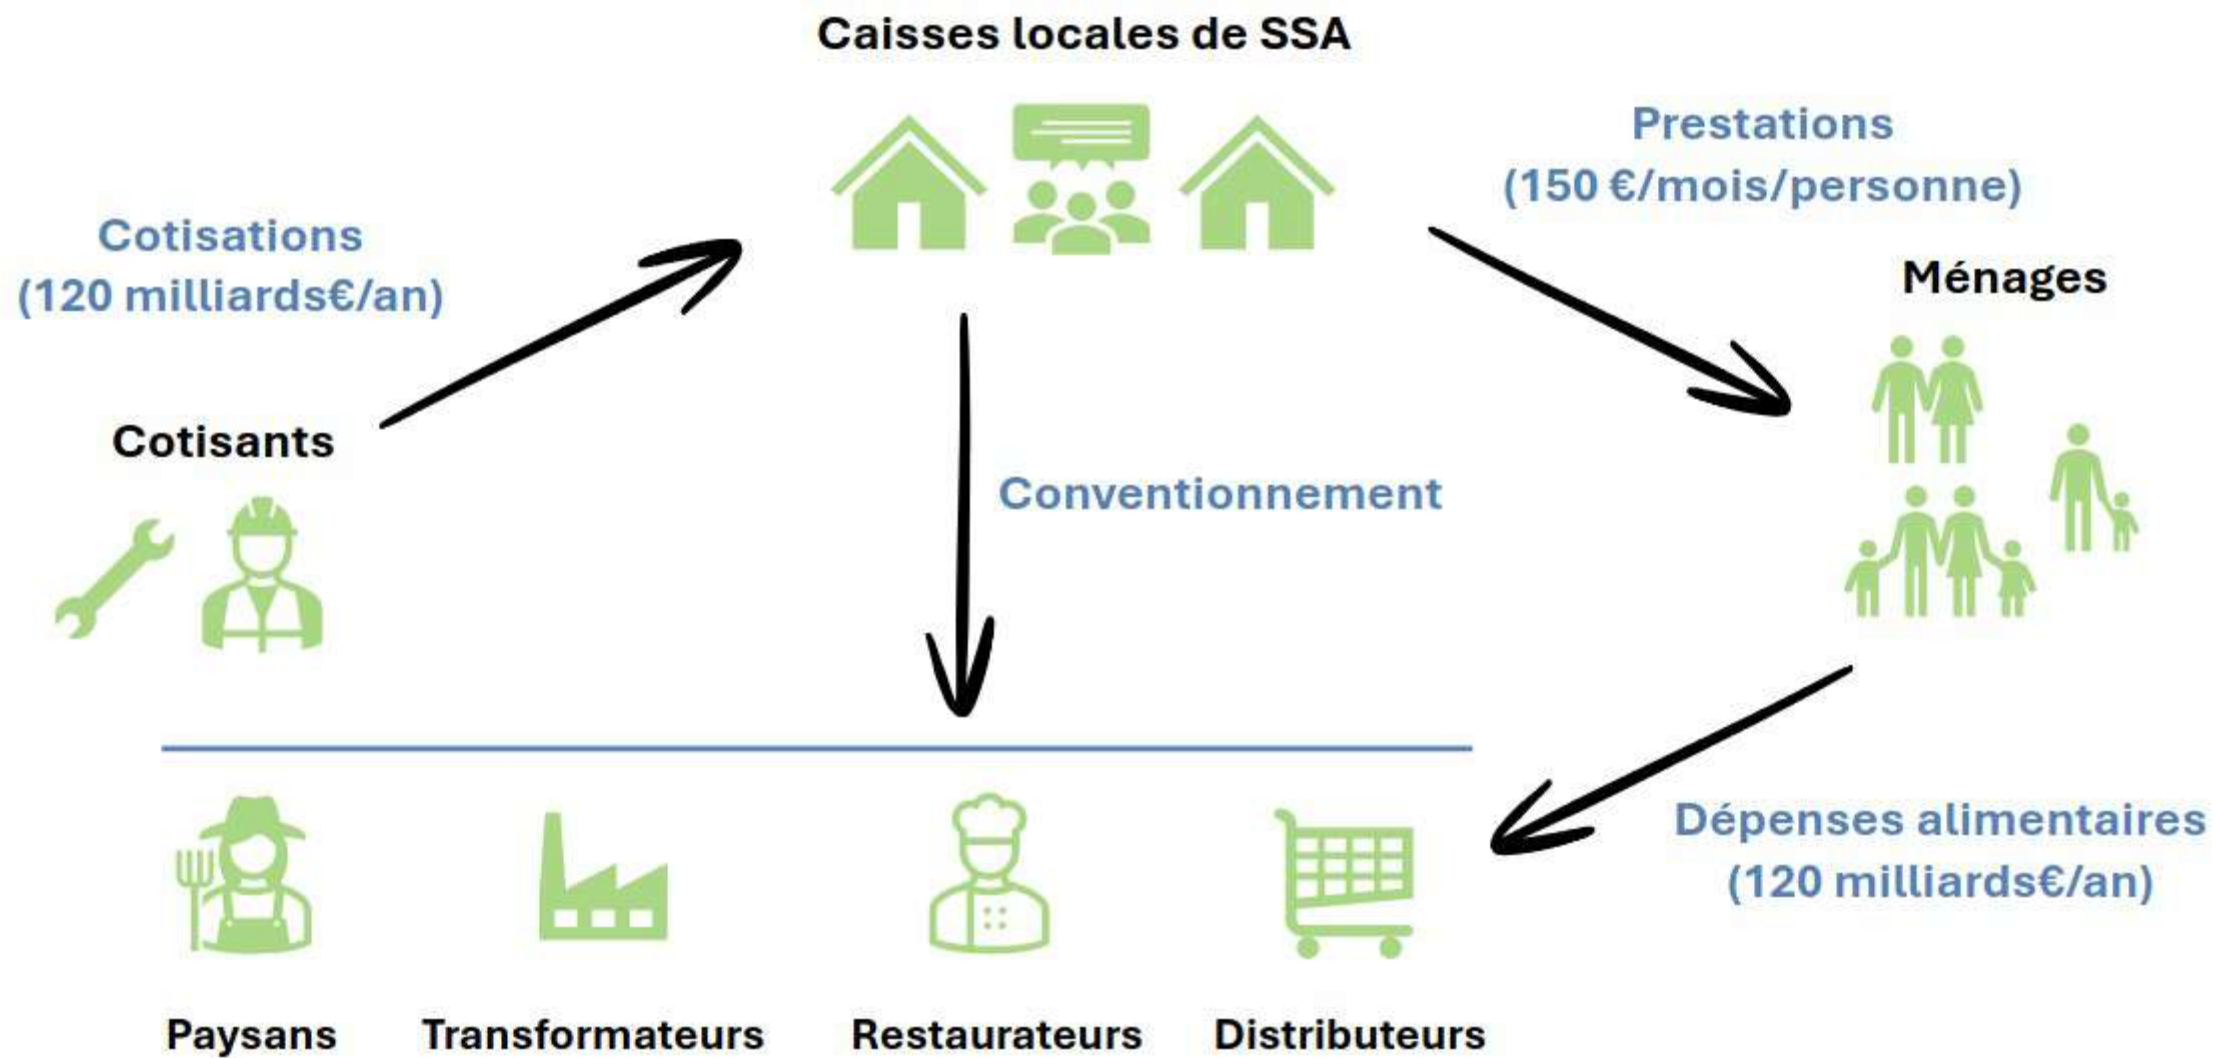 Caisses locales de SSA
Prestations
(150 €/mois/personne)
Cotisations
(120 milliards€/an)
Ménages
Cotisants
Conventionnement
Dépenses alimentaires
(120 milliards€/an)
Paysans
Transformateurs
Restaurateurs
Distributeurs